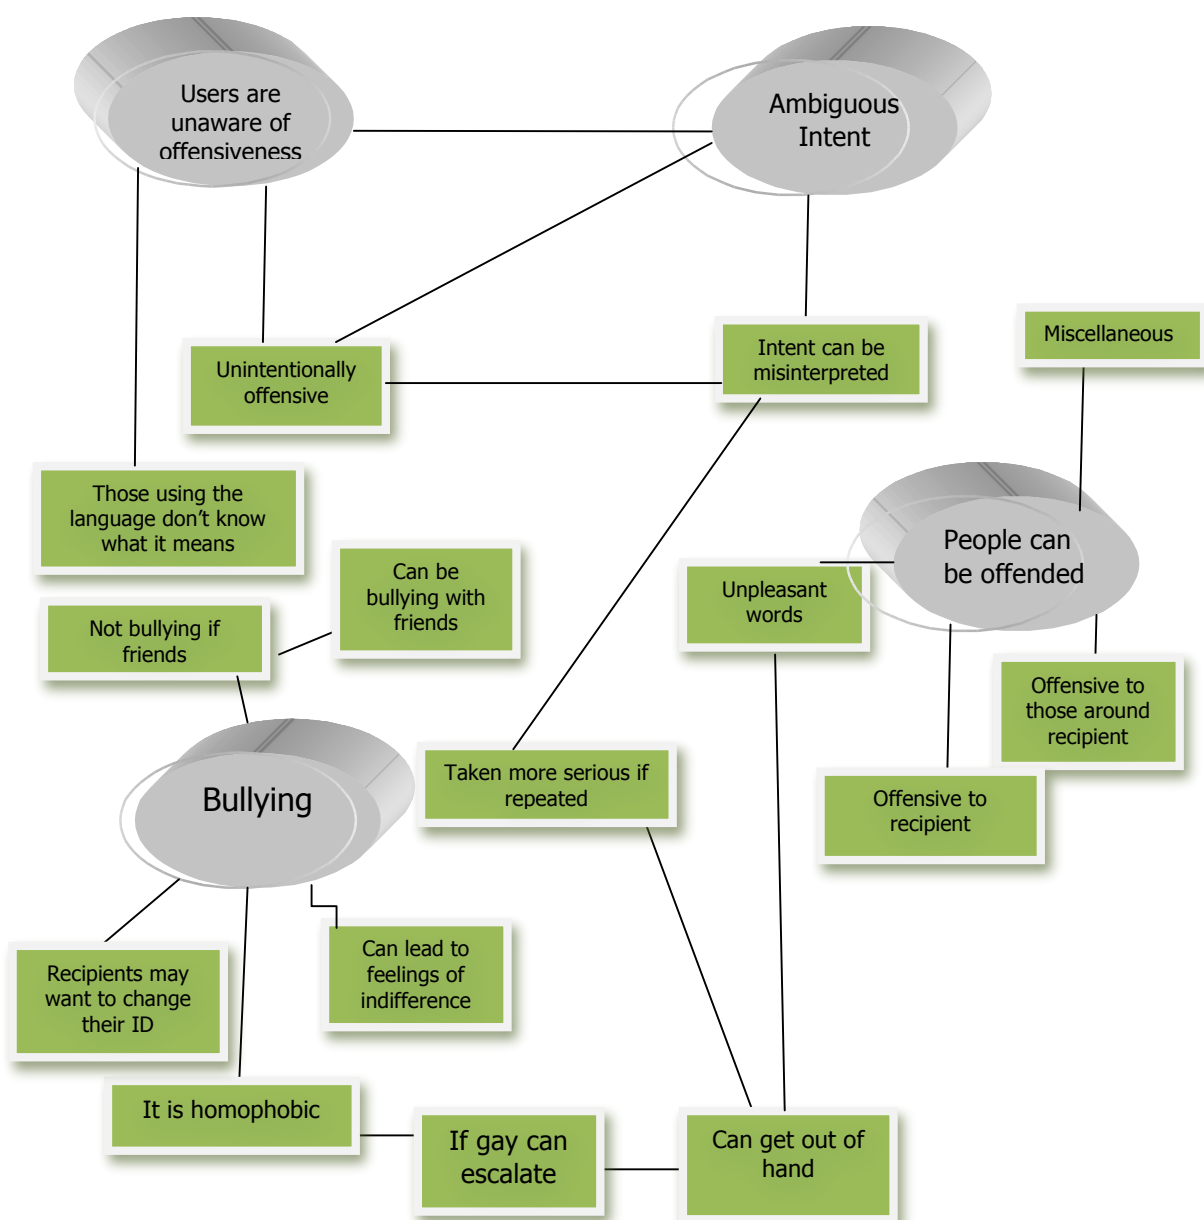 Users are
unaware of
offensiveness
Ambiguous
Intent
Unintentionally
offensive
Intent can be
misinterpreted
Miscellaneous
Those using the
language don’t know
what it means
People can
be offended
Can be
bullying with
friends
Unpleasant
words
Not bullying if
friends
Offensive to
those around
recipient
Bullying
Taken more serious if
repeated
Offensive to
recipient
Recipients may
want to change
their ID
Can lead to
feelings of
indifference
It is homophobic
If gay can
escalate
Can get out of
hand